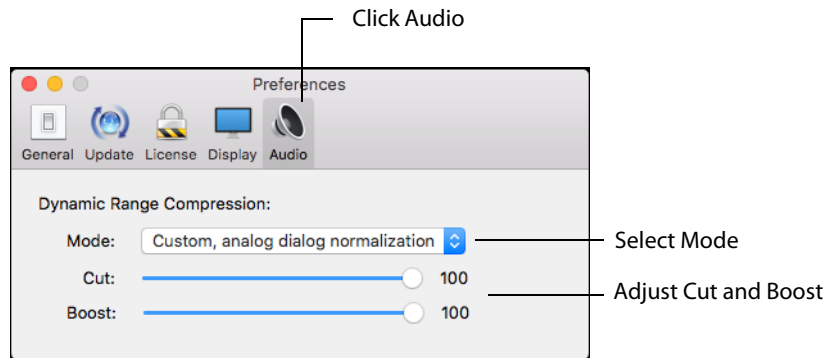 Click Audio
Preferences
General Update License Display Audio
Dynamic Range Compression:
Mode: Custom, analog dialog normalization
Select Mode
Cut: 100
Adjust Cut and Boost
Boost: 100